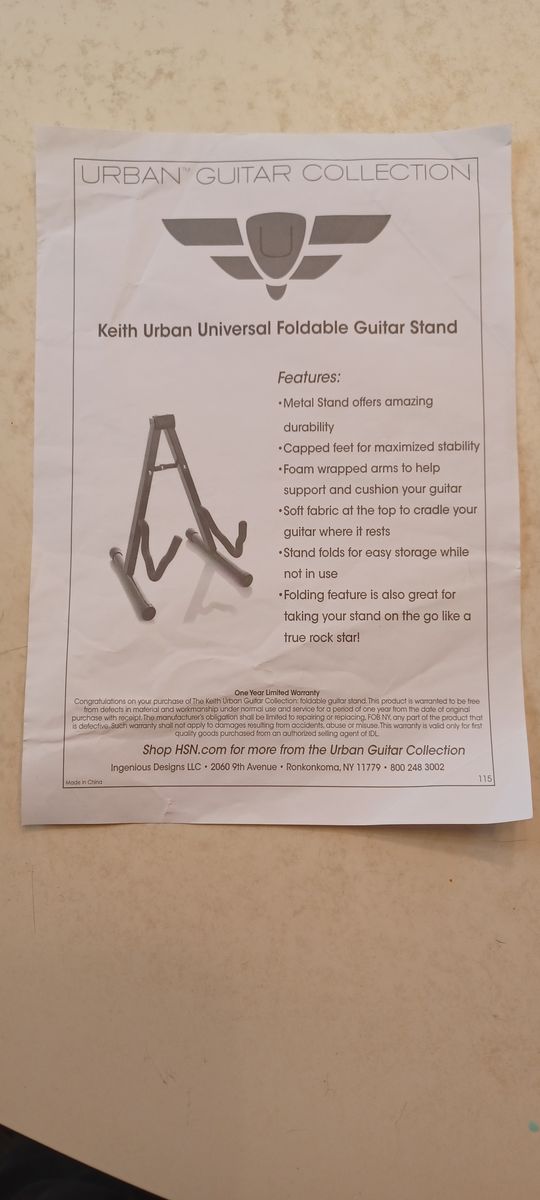 URBAN™ GUITAR COLLECTION
U
Keith Urban Universal Foldable Guitar Stand
Features:
•Metal Stand offers amazing
durability
•Capped feet for maximized stability
•Foam wrapped arms to help
support and cushion your guitar
•Soft fabric at the top to cradle your
guitar where it rests
•Stand folds for easy storage while
not in use
•Folding feature is also great for
taking your stand on the go like a
true rock star!
One Year Limited Warranty
Congratulations on your purchase of The Keith Urban Guitar Collection: foldable guitar stand. This product is warranted to be free
from defects in material and workmanship under normal use and service for a period of one year from the date of original
purchase with receipt. The manufacturer's obligation shall be limited to repairing or replacing, FOB NY, any part of the product that
is defective. Such warranty shall not apply to damages resulting from accidents, abuse or misuse. This warranty is valid only for first
quality goods purchased from an authorized selling agent of IDL.
Shop HSN.com for more from the Urban Guitar Collection
Ingenious Designs LLC • 2060 9th Avenue • Ronkonkoma, NY 11779 • 800 248 3002
Made in China
115